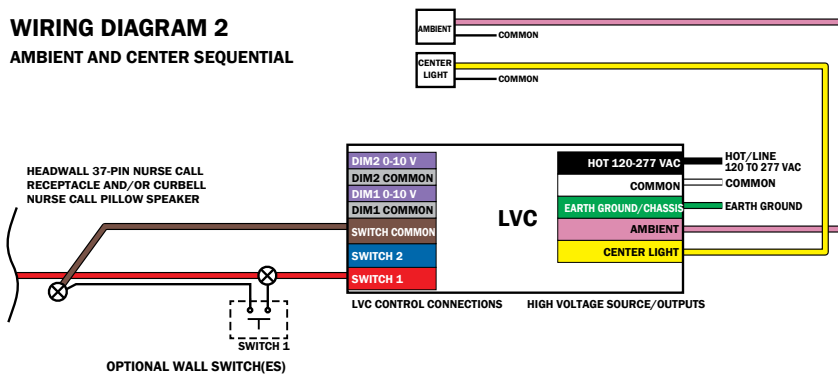 WIRING DIAGRAM 2
AMBIENT AND CENTER SEQUENTIAL
AMBIENT
COMMON
CENTER
LIGHT
COMMON
HEADWALL 37-PIN NURSE CALL
RECEPTACLE AND/OR CURBELL
NURSE CALL PILLOW SPEAKER
DIM2 0-10 V
DIM2 COMMON
DIM1 0-10 V
DIM1 COMMON
SWITCH COMMON
SWITCH 2
SWITCH 1
LVC
HOT 120-277 VAC
COMMON
EARTH GROUND/CHASSIS
AMBIENT
CENTER LIGHT
HOT/LINE
120 TO 277 VAC
COMMON
EARTH GROUND
LVC CONTROL CONNECTIONS
HIGH VOLTAGE SOURCE/OUTPUTS
SWITCH 1
OPTIONAL WALL SWITCH(ES)